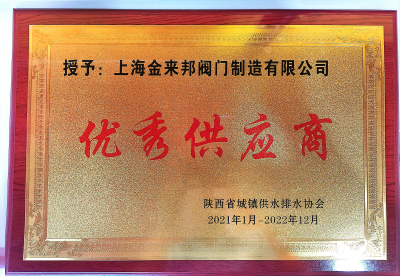 授予：上海金来邦阀门制造有限公司
优秀供应商
陕西省城镇供水排水协会
2021年1月-2022年12月